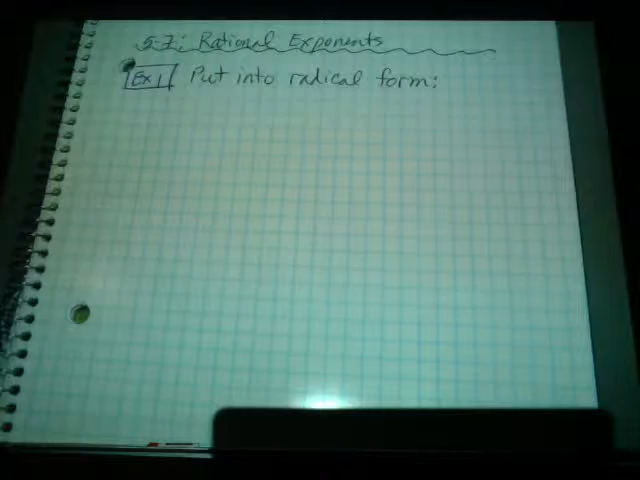 5-7: Rational Exponents
Ex 1 Put into radical form: